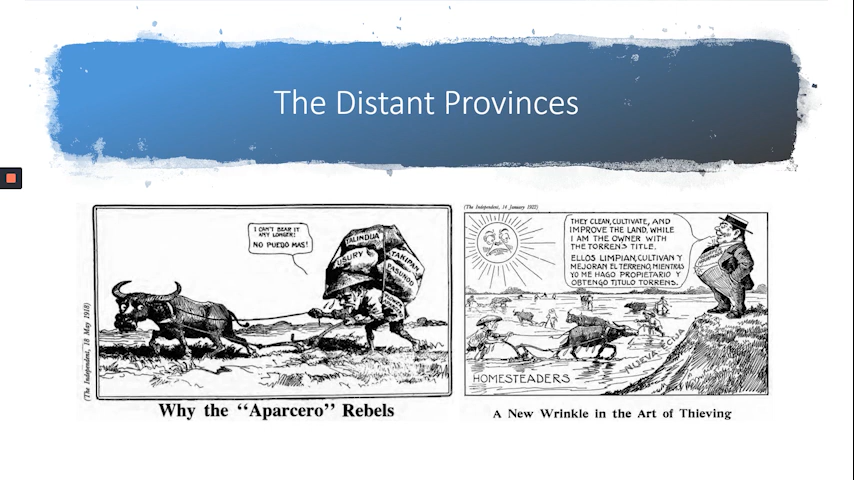 The Distant Provinces
I CAN'T BEAR IT
ANY LONGER!
NO PUEDO MAS!
TALINDUA
USURY
TAKIPAN
PASUNOD
(The Independent, 18 May 1918)
Why the "Aparcero" Rebels
(The Independent, 14 January 1922)
THEY CLEAN, CULTIVATE, AND
IMPROVE THE LAND, WHILE
I AM THE OWNER WITH
THE TORRENS TITLE.
ELLOS LIMPIAN, CULTIVAN Y
MEJORAN EL TERRENO, MIENTRAS
YO ME HAGO PROPIETARIO Y
OBTENGO TITULO TORRENS.
HOMESTEADERS
NUEVA ECIJA
A New Wrinkle in the Art of Thieving